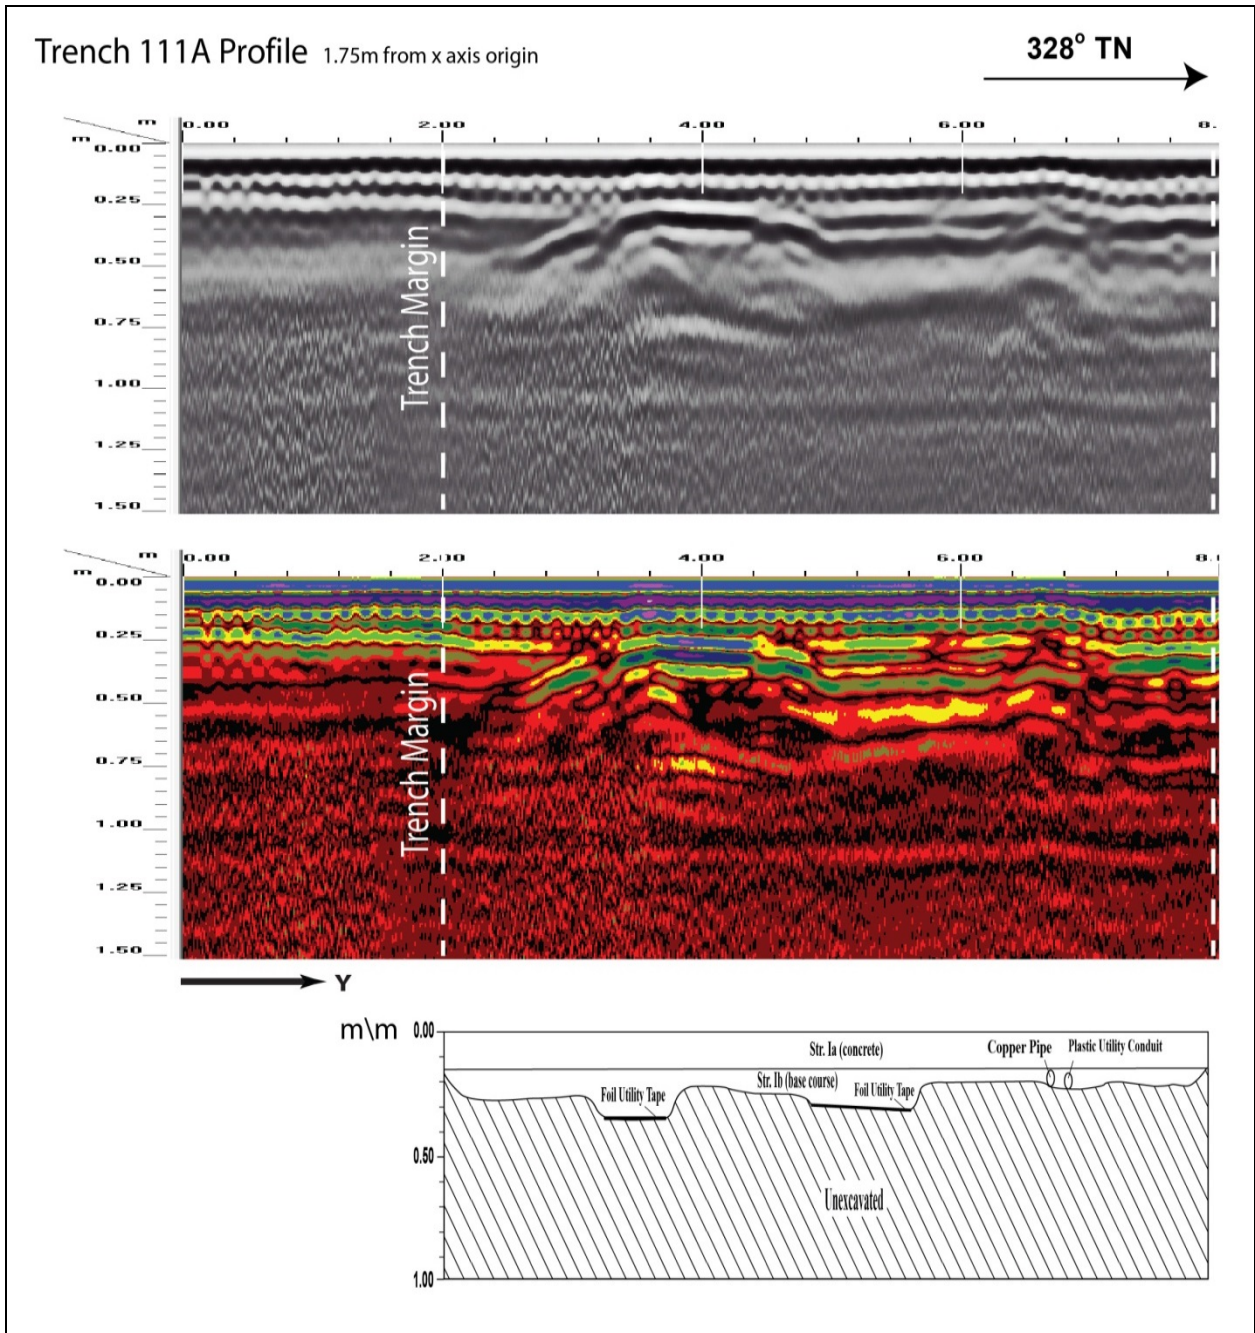 Trench 111A Profile 1.75m from x axis origin
328° TN
m 0.00 2.00 4.00 6.00 8.
m
0.00
0.25
0.50
0.75
1.00
1.25
1.50
Trench Margin
m 0.00 2.00 4.00 6.00 8.
m
0.00
0.25
0.50
0.75
1.00
1.25
1.50
Trench Margin
Y
m\m
0.00
0.50
1.00
Str. Ia (concrete)
Copper Pipe Plastic Utility Conduit
Str. Ib (base course)
Foil Utility Tape Foil Utility Tape
Unexcavated